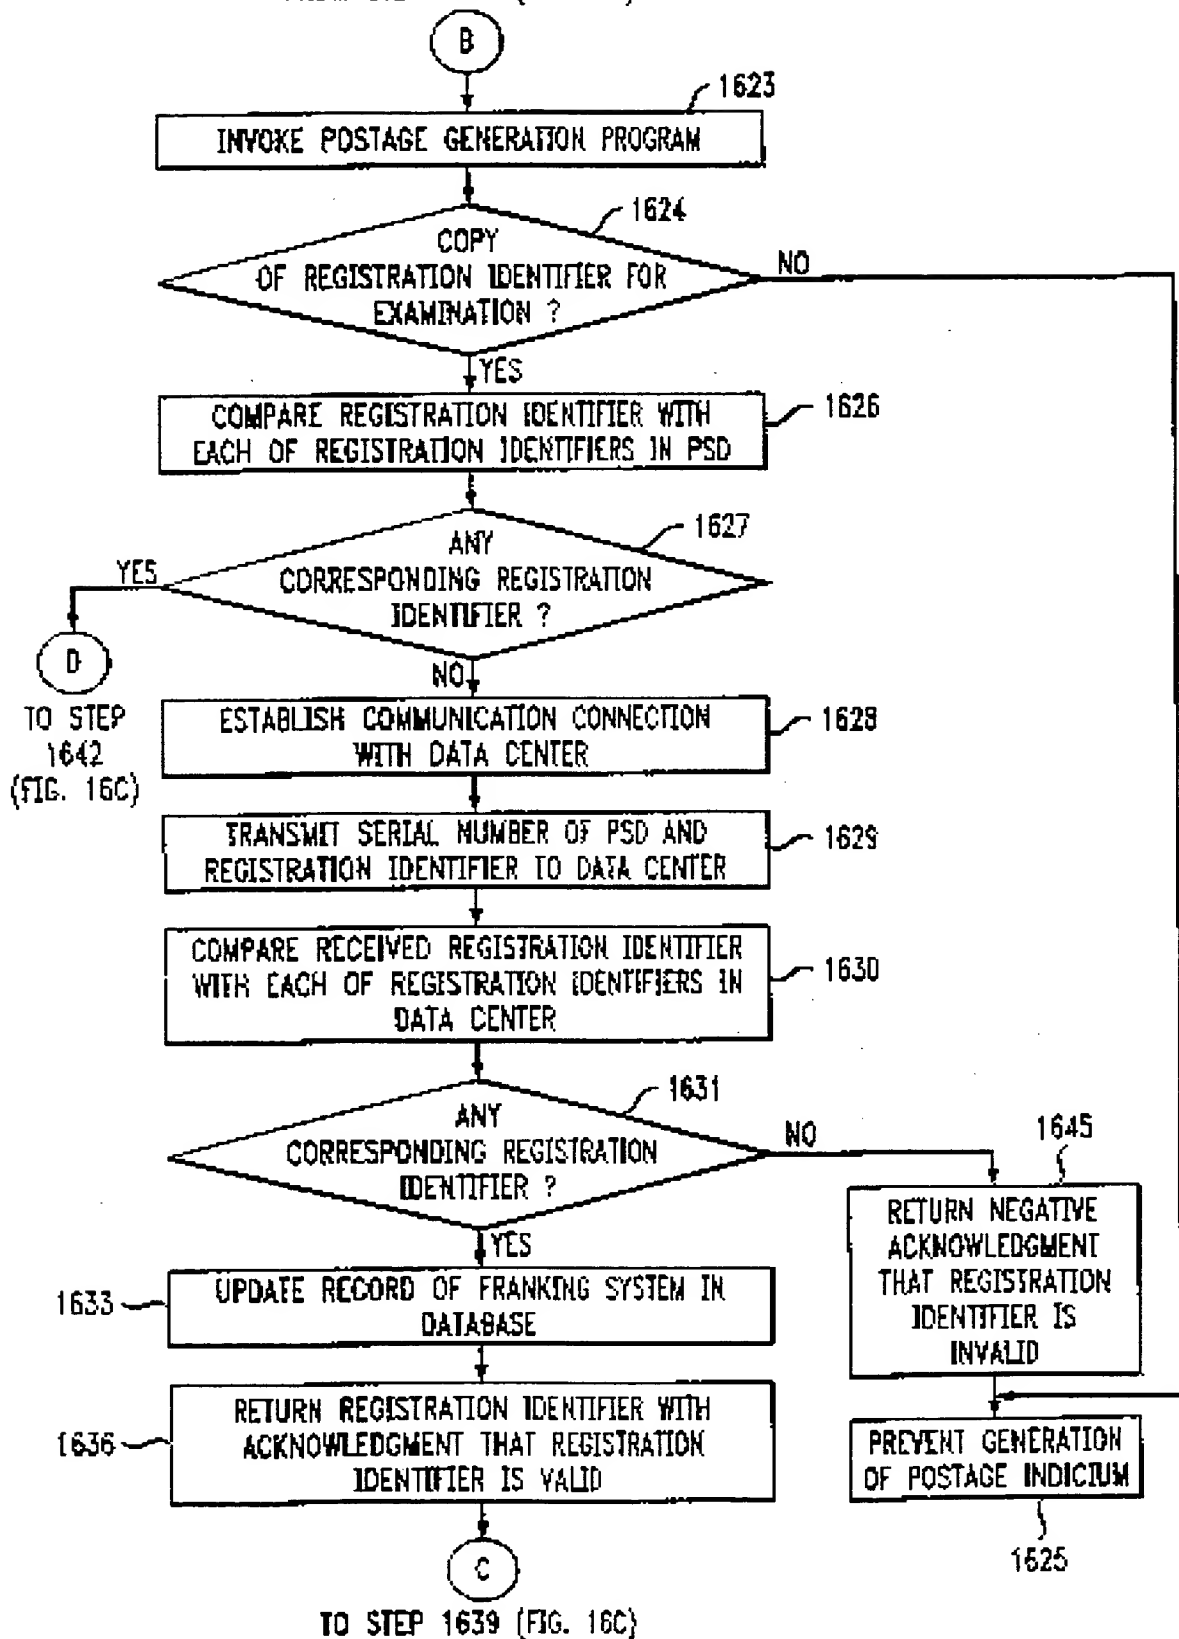 B
1623
INVOKE POSTAGE GENERATION PROGRAM
1624
COPY
OF REGISTRATION IDENTIFIER FOR
EXAMINATION ?
NO
YES
COMPARE REGISTRATION IDENTIFIER WITH
EACH OF REGISTRATION IDENTIFIERS IN PSD
1626
1627
ANY
CORRESPONDING REGISTRATION
IDENTIFIER ?
YES
D
TO STEP
1642
(FIG. 16C)
NO
ESTABLISH COMMUNICATION CONNECTION
WITH DATA CENTER
1628
TRANSMIT SERIAL NUMBER OF PSD AND
REGISTRATION IDENTIFIER TO DATA CENTER
1629
COMPARE RECEIVED REGISTRATION IDENTIFIER
WITH EACH OF REGISTRATION IDENTIFIERS IN
DATA CENTER
1630
1631
ANY
CORRESPONDING REGISTRATION
IDENTIFIER ?
NO
1645
RETURN NEGATIVE
ACKNOWLEDGMENT
THAT REGISTRATION
IDENTIFIER IS
INVALID
YES
1633
UPDATE RECORD OF FRANKING SYSTEM IN
DATABASE
1636
RETURN REGISTRATION IDENTIFIER WITH
ACKNOWLEDGMENT THAT REGISTRATION
IDENTIFIER IS VALID
PREVENT GENERATION
OF POSTAGE INDICIUM
1625
C
TO STEP 1639 (FIG. 16C)